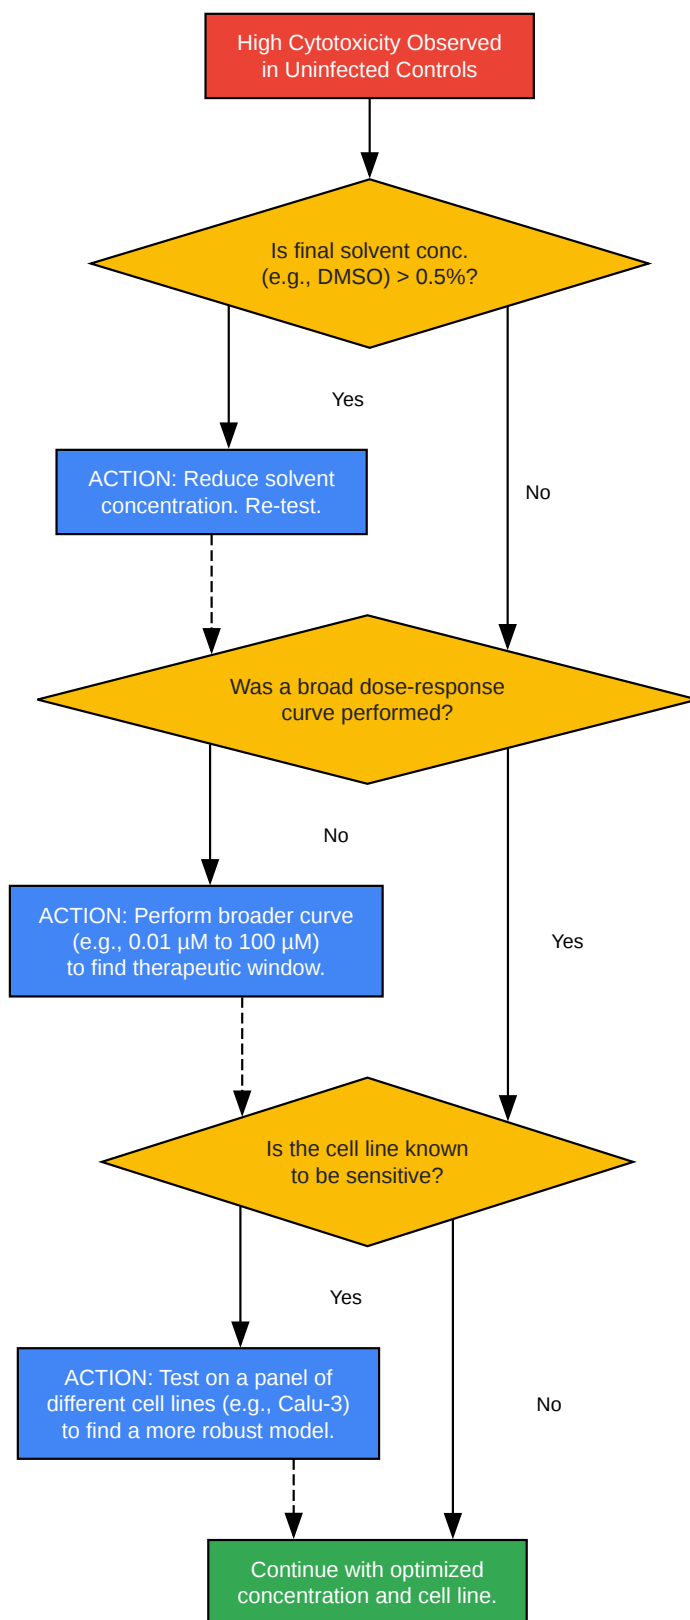 High Cytotoxicity Observed
in Uninfected Controls
Is final solvent conc.
(e.g., DMSO) > 0.5%?
Yes
ACTION: Reduce solvent
concentration. Re-test.
No
Was a broad dose-response
curve performed?
No
ACTION: Perform broader curve
(e.g., 0.01 µM to 100 µM)
to find therapeutic window.
Yes
Is the cell line known
to be sensitive?
Yes
ACTION: Test on a panel of
different cell lines (e.g., Calu-3)
to find a more robust model.
No
Continue with optimized
concentration and cell line.